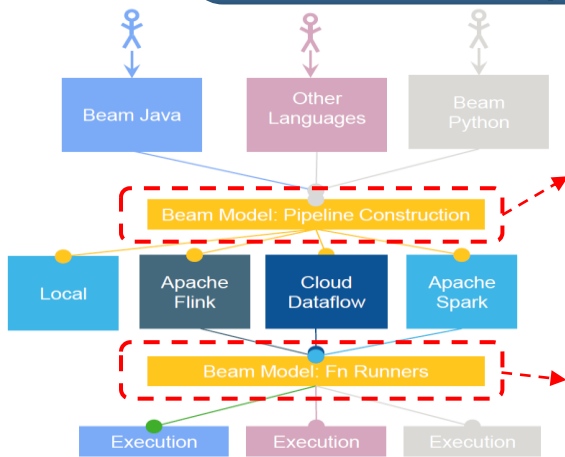 Beam Java
Other
Languages
Beam
Python
Beam Model: Pipeline Construction
Local
Apache
Flink
Cloud
Dataflow
Apache
Spark
Beam Model: Fn Runners
Execution
Execution
Execution